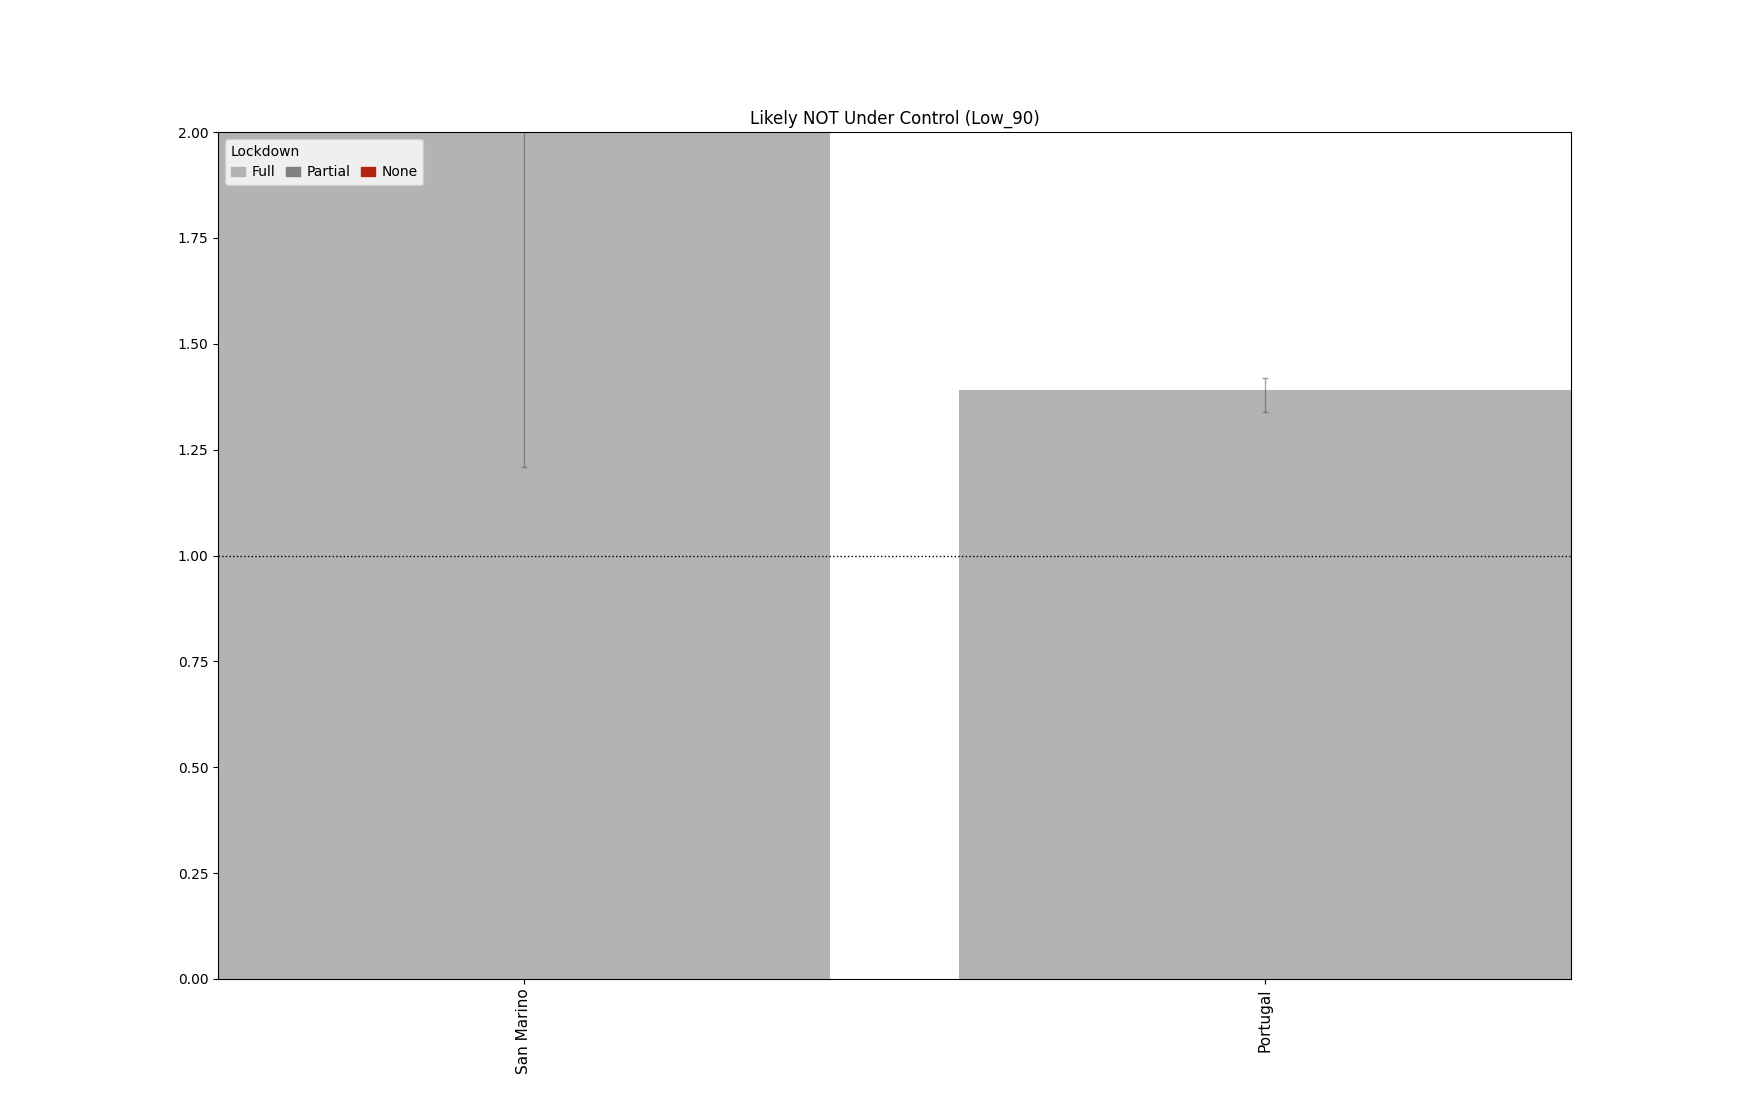 Likely NOT Under Control (Low_90)
Lockdown
Full Partial None
2.00
1.75
1.50
1.25
1.00
0.75
0.50
0.25
0.00
San Marino
Portugal